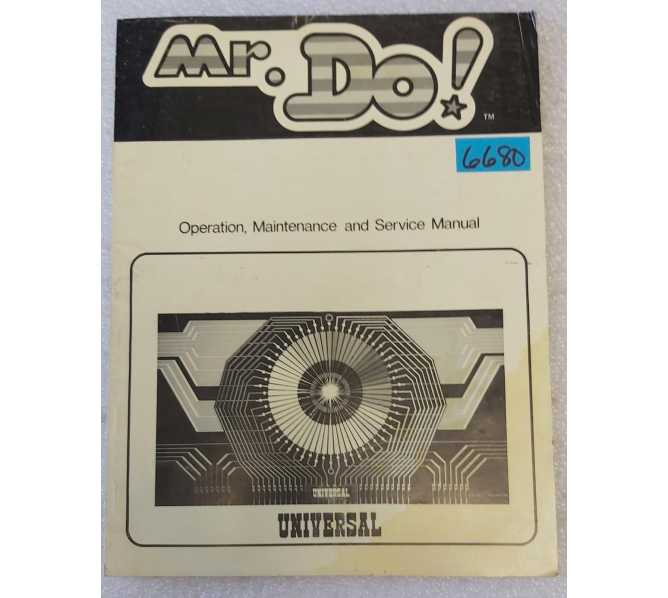 Mr. Do!
TM
6680
Operation, Maintenance and Service Manual
UNIVERSAL
UNIVERSAL